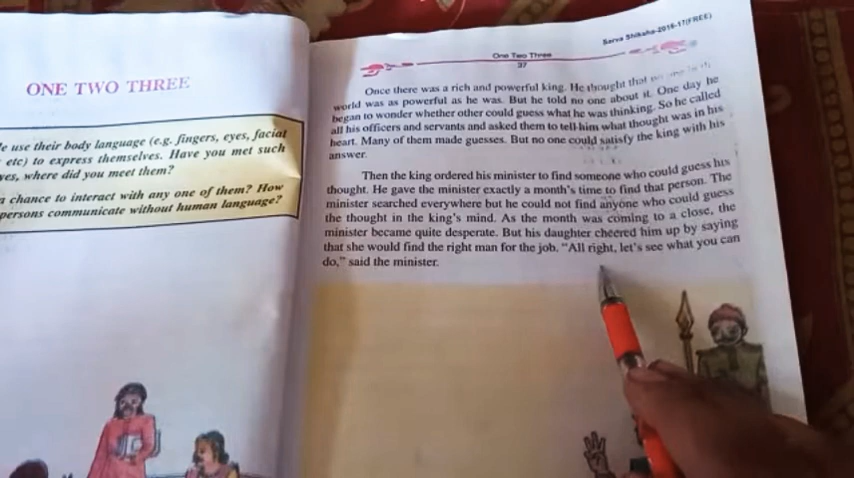 ONE TWO THREE
use their body language (e.g. fingers, eyes, facial
etc) to express themselves. Have you met such
yes, where did you meet them?
chance to interact with any one of them? How
persons communicate without human language?
Sarva Shiksha-2016-17(FREE)
One Two Three
37
Once there was a rich and powerful king. He thought that no one in
world was as powerful as he was. But he told no one about it. One day he
began to wonder whether other could guess what he was thinking. So he called
all his officers and servants and asked them to tell him what thought was in his
heart. Many of them made guesses. But no one could satisfy the king with his
answer.
Then the king ordered his minister to find someone who could guess his
thought. He gave the minister exactly a month's time to find that person. The
minister searched everywhere but he could not find anyone who could guess
the thought in the king's mind. As the month was coming to a close, the
minister became quite desperate. But his daughter cheered him up by saying
that she would find the right man for the job. "All right, let's see what you can
do," said the minister.